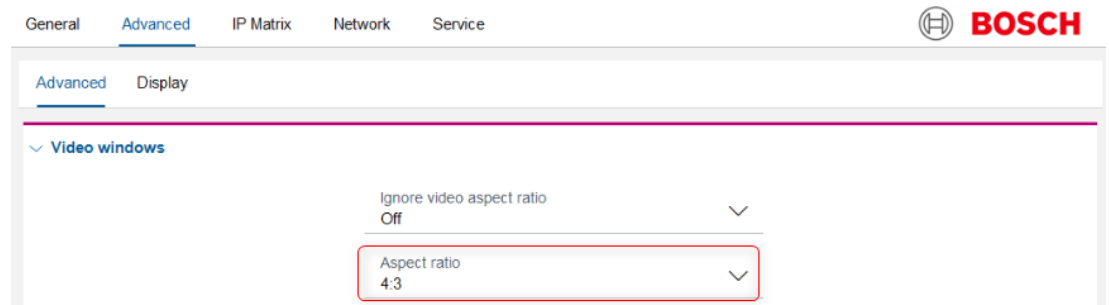 General Advanced IP Matrix Network Service BOSCH
Advanced Display
Video windows
Ignore video aspect ratio
Off
Aspect ratio
4:3